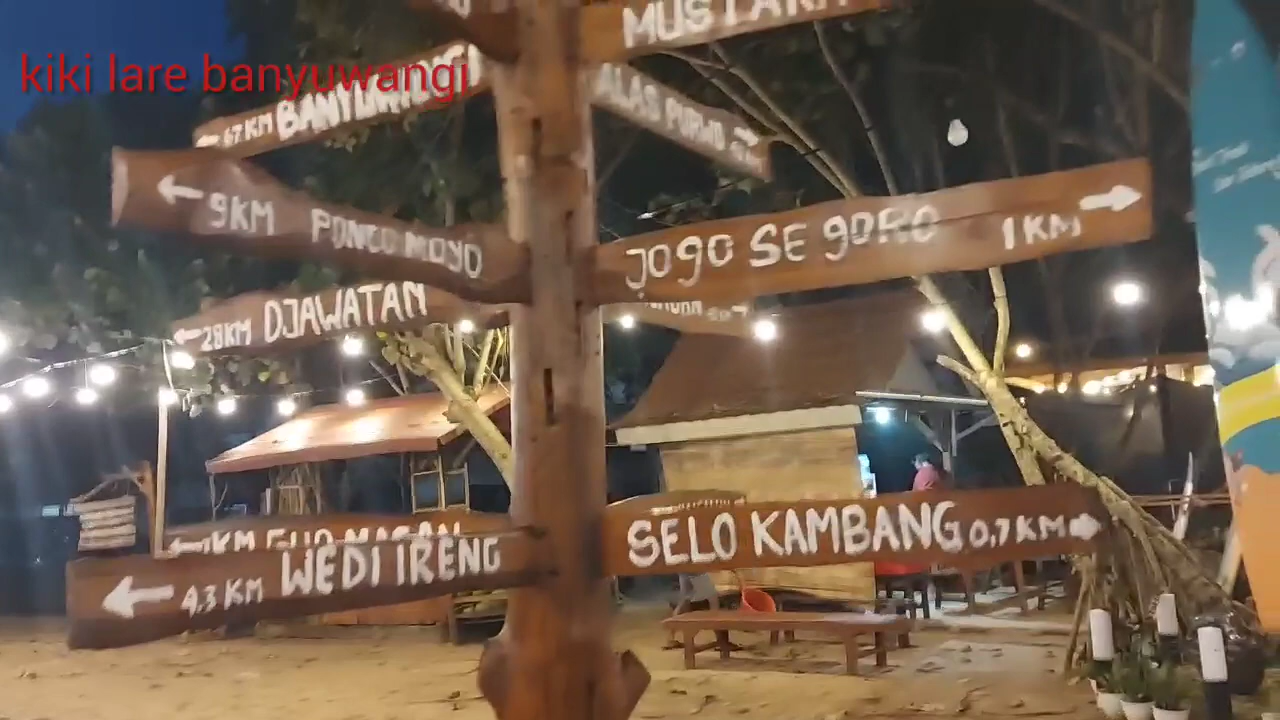 kiki lare banyuwangi
67 KM BANYUWANGI
ALAS PURWO
9KM PONCO MOYO
JOGO SE GORO 1KM
28KM DJAWATAN
1KM
SELO KAMBANG 0,7 KM
4,3 KM WEDI IRENG